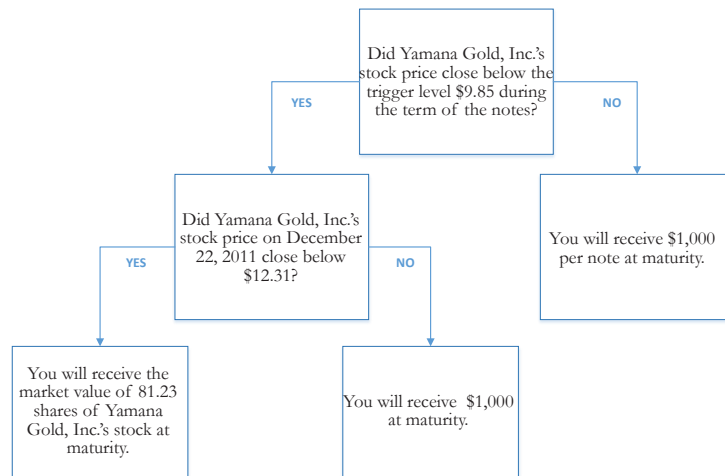 Did Yamana Gold, Inc.'s
stock price close below the
trigger level $9.85 during
the term of the notes?
YES
NO
Did Yamana Gold, Inc.'s
stock price on December
22, 2011 close below
$12.31?
You will receive $1,000
per note at maturity.
YES
NO
You will receive the
market value of 81.23
shares of Yamana
Gold, Inc.'s stock at
maturity.
You will receive $1,000
at maturity.